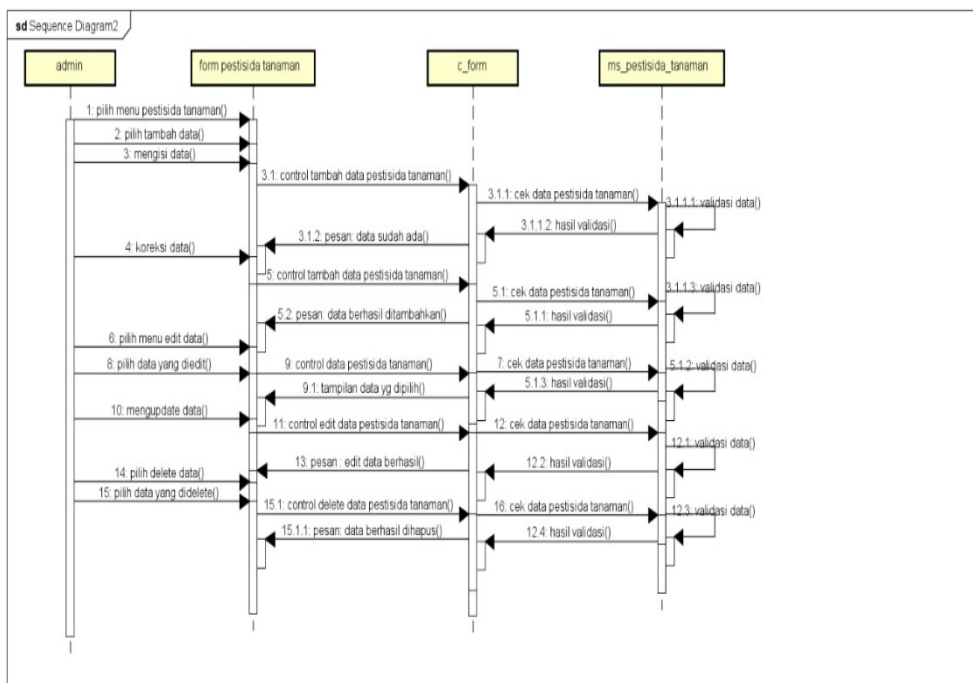 sd Sequence Diagram2
admin
form pestisida tanaman
c_form
ms_pestisida_tanaman
1: pilih menu pestisida tanaman()
2: pilih tambah data()
3: mengisi data()
3.1: control tambah data pestisida tanaman()
3.1.1: cek data pestisida tanaman()
3.1.1.1: validasi data()
3.1.1.2: hasil validasi()
3.1.2: pesan: data sudah ada()
4: koreksi data()
5: control tambah data pestisida tanaman()
5.1: cek data pestisida tanaman()
3.1.1.3: validasi data()
5.1.1: hasil validasi()
5.2: pesan: data berhasil ditambahkan()
6: pilih menu edit data()
8: pilih data yang diedit()
9: control data pestisida tanaman()
7: cek data pestisida tanaman()
5.1.2: validasi data()
5.1.3: hasil validasi()
9.1: tampilan data yg dipilih()
10: mengupdate data()
11: control edit data pestisida tanaman()
12: cek data pestisida tanaman()
12.1: validasi data()
12.2: hasil validasi()
13: pesan : edit data berhasil()
14: pilih delete data()
15: pilih data yang didelete()
15.1: control delete data pestisida tanaman()
16: cek data pestisida tanaman()
12.3: validasi data()
12.4: hasil validasi()
15.1.1: pesan: data berhasil dihapus()